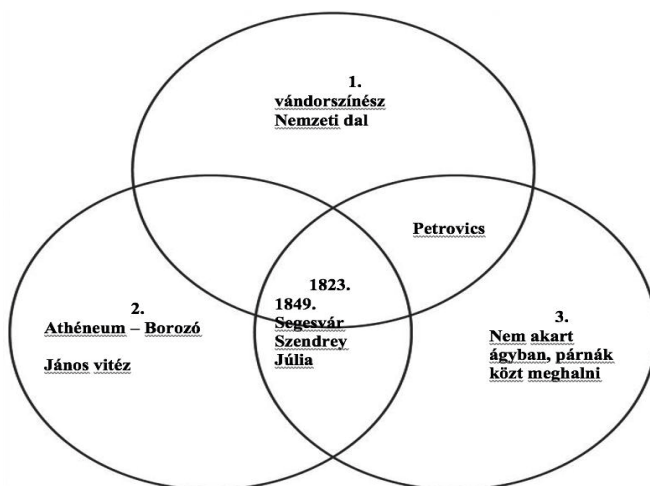 1.
vándorszínész
Nemzeti dal
Petrovics
2.
Athéneum – Borozó
János vitéz
1823.
1849.
Segesvár
Szendrey
Júlia
3.
Nem akart
ágyban, párnák
közt meghalni